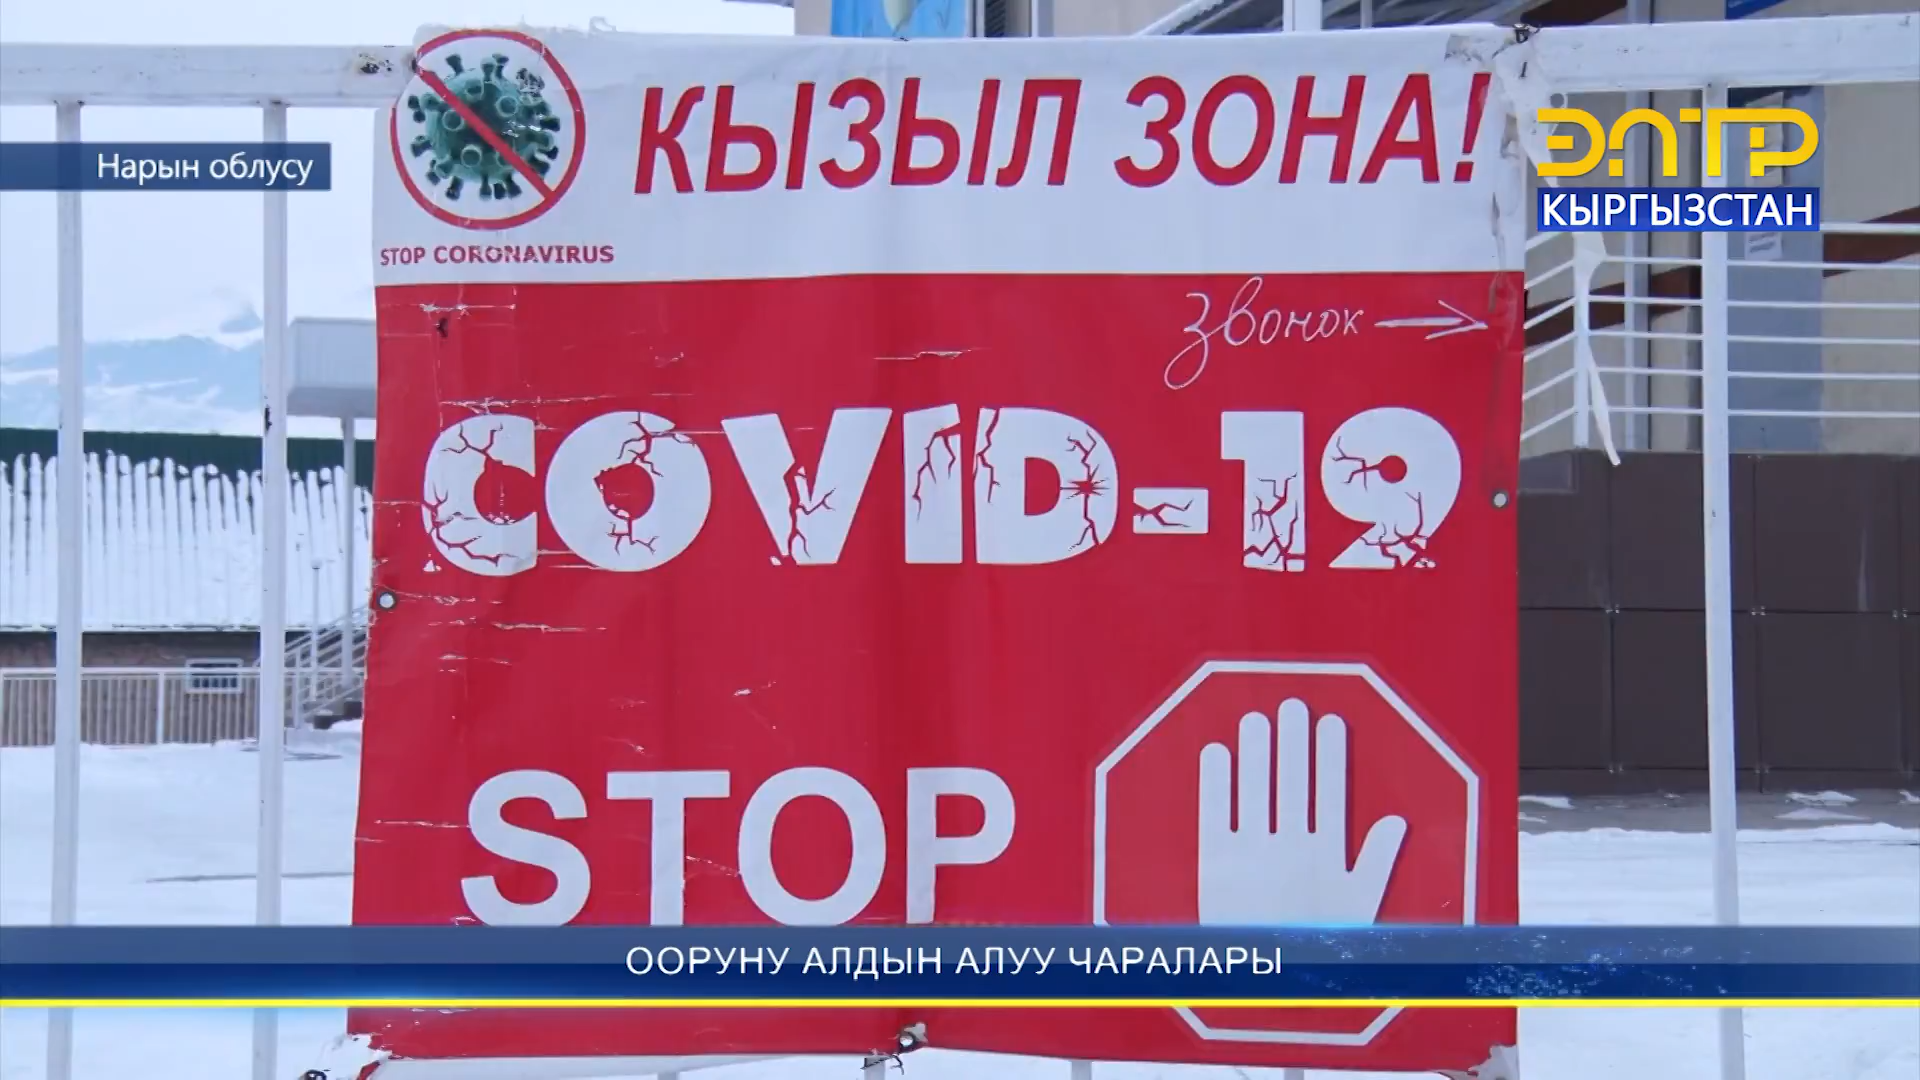 КЫЗЫЛ ЗОНА!
ЭЛТР
КЫРГЫЗСТАН
Нарын облусу
STOP CORONAVIRUS
звонок
COVID-19
STOP
ООРУНУ АЛДЫН АЛУУ ЧАРАЛАРЫ